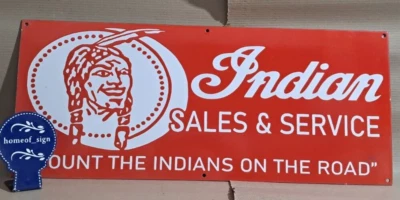 Indian
SALES & SERVICE
OUNT THE INDIANS ON THE ROAD"
homeof_sign